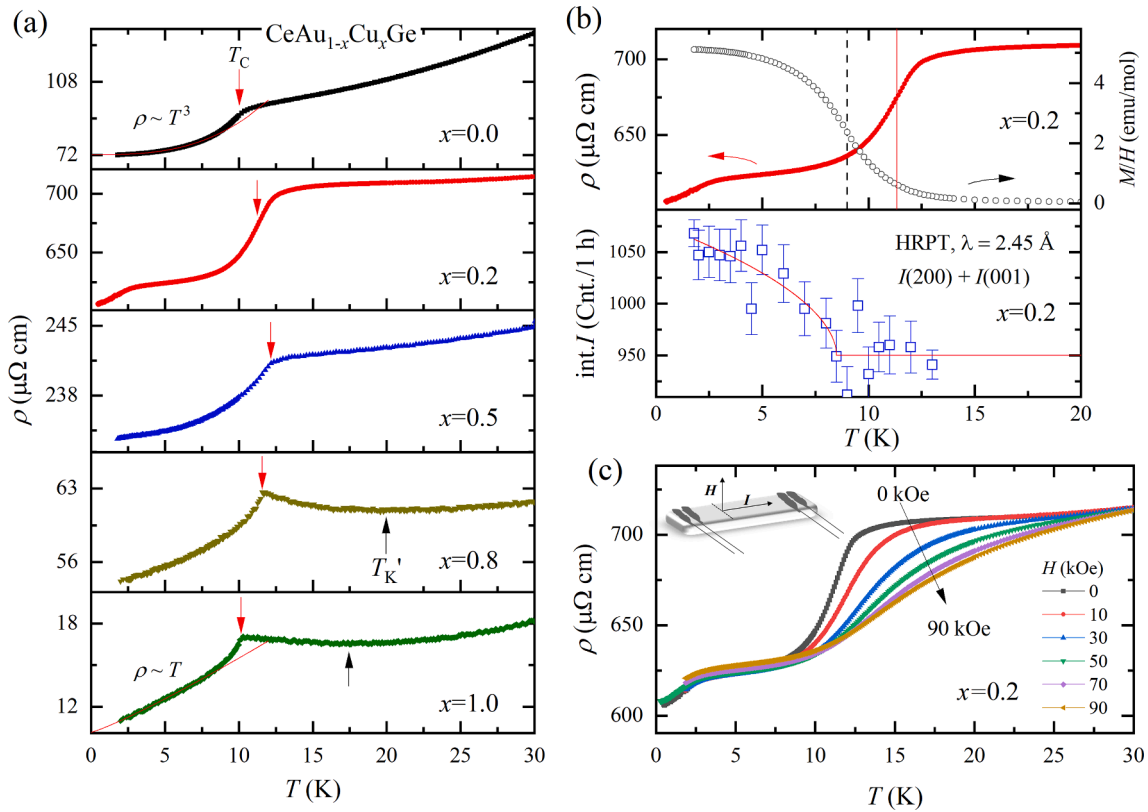 (a)
CeAu1-xCuxGe
TC
108
ρ ~ T3
72
x=0.0
700
650
x=0.2
245
238
x=0.5
63
56
TK'
x=0.8
18
12
ρ ~ T
x=1.0
ρ (μΩ cm)
0 5 10 15 20 25 30
T (K)
(b)
700
650
ρ (μΩ cm)
x=0.2
4
2
0
M/H (emu/mol)
1050
1000
950
int.I (Cnt./1 h)
HRPT, λ = 2.45 Å
I(200) + I(001)
x=0.2
0 5 10 15 20
T (K)
(c)
H
I
0 kOe
90 kOe
700
650
600
ρ (μΩ cm)
x=0.2
H (kOe)
0
10
30
50
70
90
0 5 10 15 20 25 30
T (K)